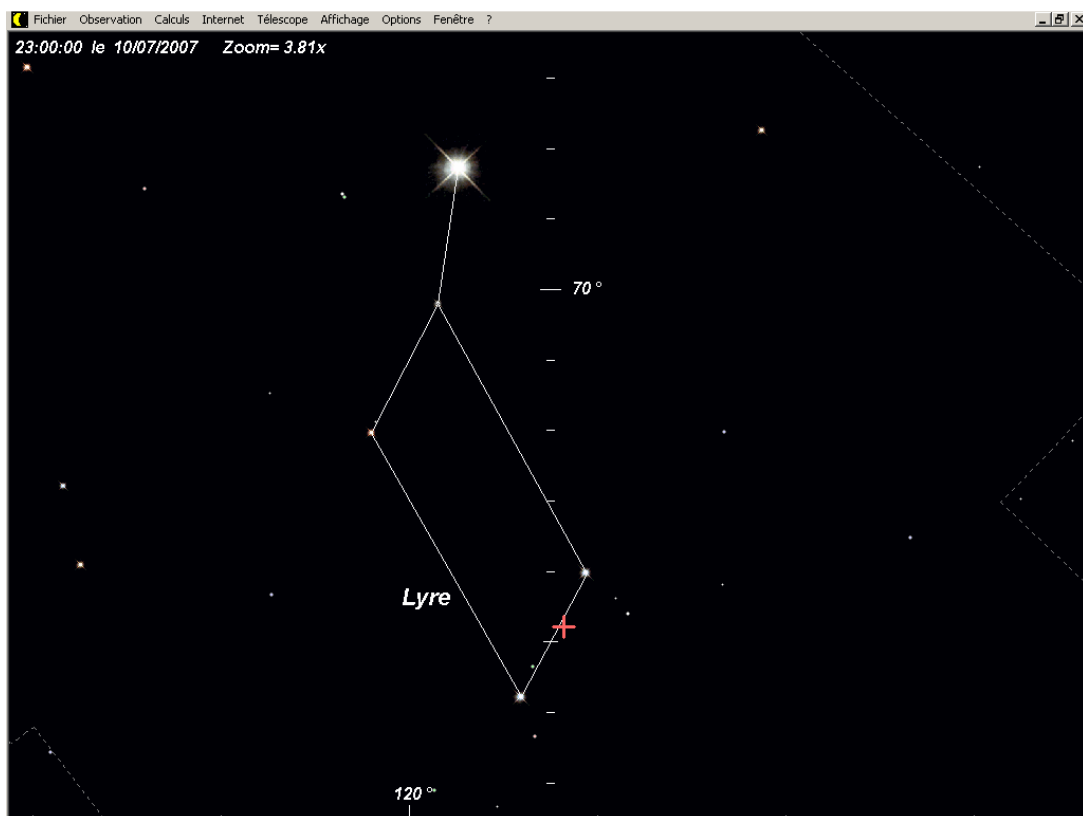 Fichier Observation Calculs Internet Télescope Affichage Options Fenêtre ?
23:00:00 le 10/07/2007 Zoom= 3.81x
70 °
Lyre
120 °